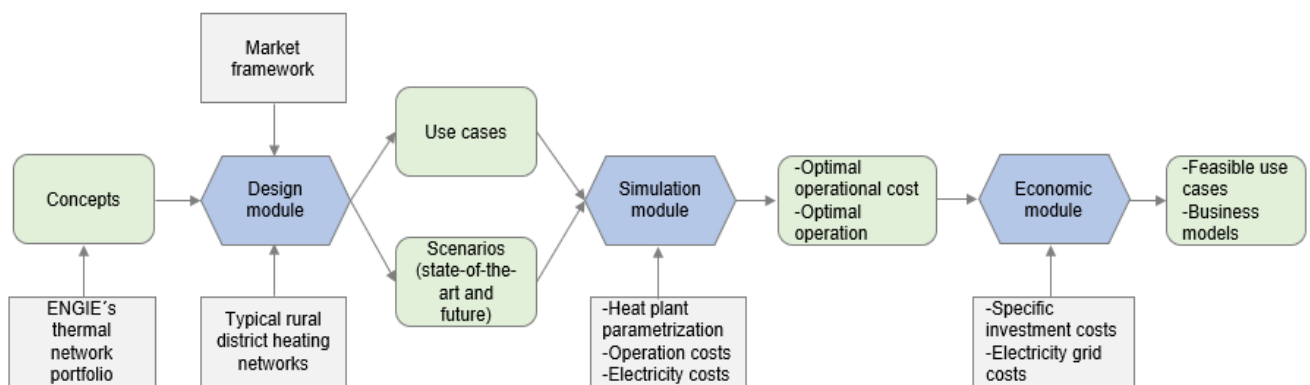 Market
framework
Use cases
Concepts
Design
module
Simulation
module
-Optimal
operational cost
-Optimal
operation
Economic
module
-Feasible use
cases
-Business
models
Scenarios
(state-of-the-
art and
future)
ENGIE´s
thermal
network
portfolio
Typical rural
district heating
networks
-Heat plant
parametrization
-Operation costs
-Electricity costs
-Specific
investment costs
-Electricity grid
costs